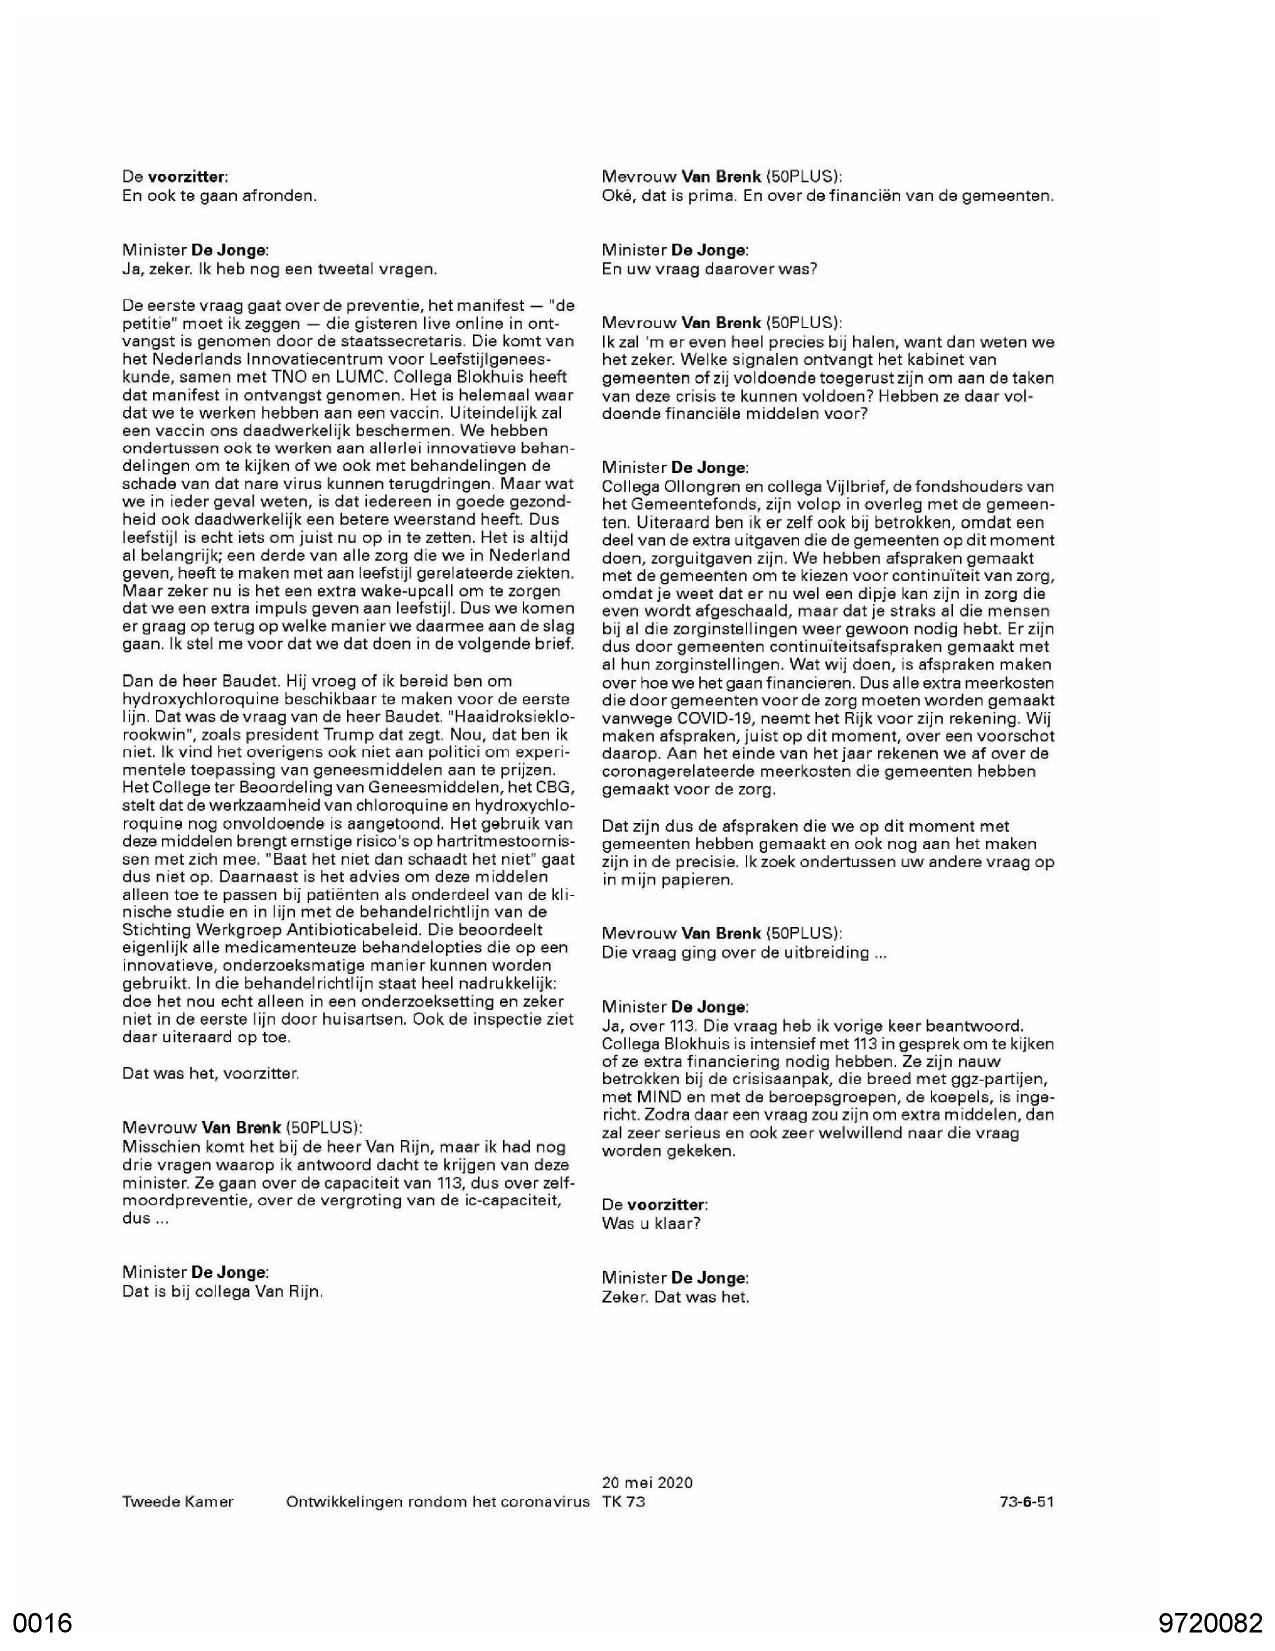 De voorzitter:
En ook te gaan afronden.
Minister De Jonge:
Ja, zeker. Ik heb nog een tweetal vragen.
De eerste vraag gaat over de preventie, het manifest — "de
petitie" moet ik zeggen — die gisteren live online in ont-
vangst is genomen door de staatssecretaris. Die komt van
het Nederlands Innovatiecentrum voor Leefstijlgenees-
kunde, samen met TNO en LUMC. Collega Blokhuis heeft
dat manifest in ontvangst genomen. Het is helemaal waar
dat we te werken hebben aan een vaccin. Uiteindelijk zal
een vaccin ons daadwerkelijk beschermen. We hebben
ondertussen ook te werken aan allerlei innovatieve behan-
delingen om te kijken of we ook met behandelingen de
schade van dat nare virus kunnen terugdringen. Maar wat
we in ieder geval weten, is dat iedereen in goede gezond-
heid ook daadwerkelijk een betere weerstand heeft. Dus
leefstijl is echt iets om juist nu op in te zetten. Het is altijd
al belangrijk; een derde van alle zorg die we in Nederland
geven, heeft te maken met aan leefstijl gerelateerde ziekten.
Maar zeker nu is het een extra wake-upcall om te zorgen
dat we een extra impuls geven aan leefstijl. Dus we komen
er graag op terug op welke manier we daarmee aan de slag
gaan. Ik stel me voor dat we dat doen in de volgende brief.
Dan de heer Baudet. Hij vroeg of ik bereid ben om
hydroxychloroquine beschikbaar te maken voor de eerste
lijn. Dat was de vraag van de heer Baudet. "Haaidroksieklo-
rookwin", zoals president Trump dat zegt. Nou, dat ben ik
niet. Ik vind het overigens ook niet aan politici om experi-
mentele toepassing van geneesmiddelen aan te prijzen.
Het College ter Beoordeling van Geneesmiddelen, het CBG,
stelt dat de werkzaamheid van chloroquine en hydroxychlo-
roquine nog onvoldoende is aangetoond. Het gebruik van
deze middelen brengt ernstige risico's op hartritmestoornis-
sen met zich mee. "Baat het niet dan schaadt het niet" gaat
dus niet op. Daarnaast is het advies om deze middelen
alleen toe te passen bij patiënten als onderdeel van de kli-
nische studie en in lijn met de behandelrichtlijn van de
Stichting Werkgroep Antibioticabeleid. Die beoordeelt
eigenlijk alle medicamenteuze behandelopties die op een
innovatieve, onderzoeksmatige manier kunnen worden
gebruikt. In die behandelrichtlijn staat heel nadrukkelijk:
doe het nou echt alleen in een onderzoeksetting en zeker
niet in de eerste lijn door huisartsen. Ook de inspectie ziet
daar uiteraard op toe.
Dat was het, voorzitter.
Mevrouw Van Brenk (50PLUS):
Misschien komt het bij de heer Van Rijn, maar ik had nog
drie vragen waarop ik antwoord dacht te krijgen van deze
minister. Ze gaan over de capaciteit van 113, dus over zelf-
moordpreventie, over de vergroting van de ic-capaciteit,
dus ...
Minister De Jonge:
Dat is bij collega Van Rijn.
Mevrouw Van Brenk (50PLUS):
Oké, dat is prima. En over de financiën van de gemeenten.
Minister De Jonge:
En uw vraag daarover was?
Mevrouw Van Brenk (50PLUS):
Ik zal 'm er even heel precies bij halen, want dan weten we
het zeker. Welke signalen ontvangt het kabinet van
gemeenten of zij voldoende toegerust zijn om aan de taken
van deze crisis te kunnen voldoen? Hebben ze daar vol-
doende financiële middelen voor?
Minister De Jonge:
Collega Ollongren en collega Vijlbrief, de fondshouders van
het Gemeentefonds, zijn volop in overleg met de gemeen-
ten. Uiteraard ben ik er zelf ook bij betrokken, omdat een
deel van de extra uitgaven die de gemeenten op dit moment
doen, zorguitgaven zijn. We hebben afspraken gemaakt
met de gemeenten om te kiezen voor continuïteit van zorg,
omdat je weet dat er nu wel een dipje kan zijn in zorg die
even wordt afgeschaald, maar dat je straks al die mensen
bij al die zorginstellingen weer gewoon nodig hebt. Er zijn
dus door gemeenten continuïteitsafspraken gemaakt met
al hun zorginstellingen. Wat wij doen, is afspraken maken
over hoe we het gaan financieren. Dus alle extra meerkosten
die door gemeenten voor de zorg moeten worden gemaakt
vanwege COVID-19, neemt het Rijk voor zijn rekening. Wij
maken afspraken, juist op dit moment, over een voorschot
daarop. Aan het einde van het jaar rekenen we af over de
coronagerelateerde meerkosten die gemeenten hebben
gemaakt voor de zorg.
Dat zijn dus de afspraken die we op dit moment met
gemeenten hebben gemaakt en ook nog aan het maken
zijn in de precisie. Ik zoek ondertussen uw andere vraag op
in mijn papieren.
Mevrouw Van Brenk (50PLUS):
Die vraag ging over de uitbreiding ...
Minister De Jonge:
Ja, over 113. Die vraag heb ik vorige keer beantwoord.
Collega Blokhuis is intensief met 113 in gesprek om te kijken
of ze extra financiering nodig hebben. Ze zijn nauw
betrokken bij de crisisaanpak, die breed met ggz-partijen,
met MIND en met de beroepsgroepen, de koepels, is inge-
richt. Zodra daar een vraag zou zijn om extra middelen, dan
zal zeer serieus en ook zeer welwillend naar die vraag
worden gekeken.
De voorzitter:
Was u klaar?
Minister De Jonge:
Zeker. Dat was het.
Tweede Kamer Ontwikkelingen rondom het coronavirus
20 mei 2020
TK 73
73-6-51
0016
9720082